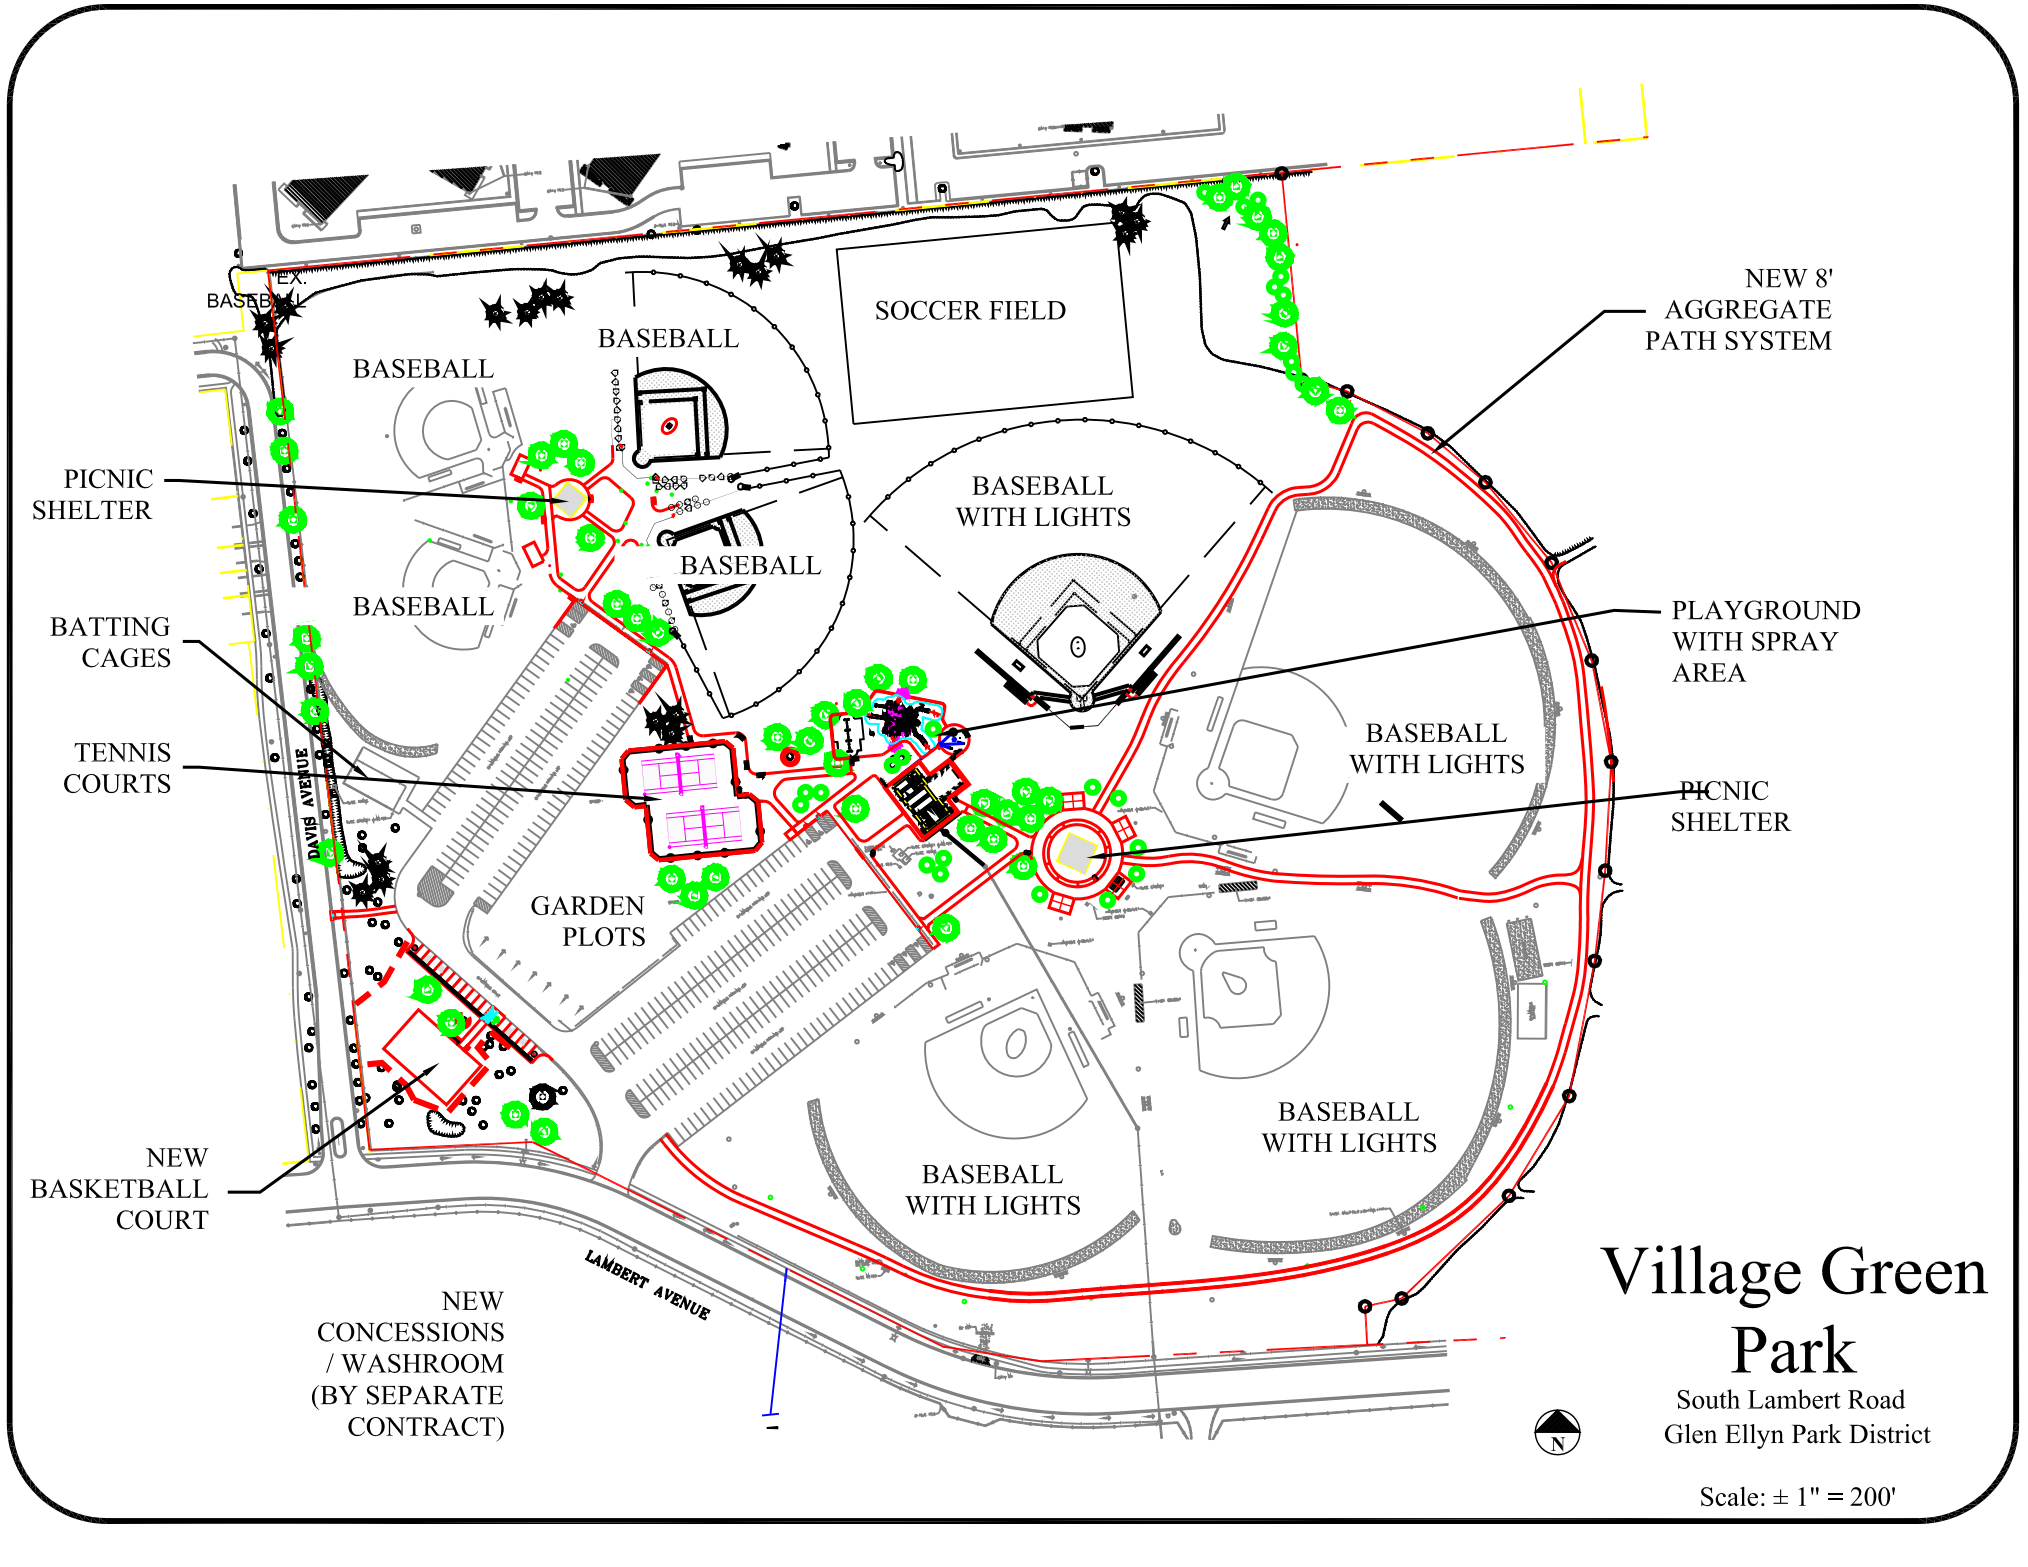 EX.
BASEBALL
SOCCER FIELD
NEW 8'
AGGREGATE
PATH SYSTEM
BASEBALL
BASEBALL
PICNIC
SHELTER
BASEBALL
WITH LIGHTS
BASEBALL
BASEBALL
BATTING
CAGES
PLAYGROUND
WITH SPRAY
AREA
TENNIS
COURTS
DAVIS AVENUE
BASEBALL
WITH LIGHTS
PICNIC
SHELTER
GARDEN
PLOTS
BASEBALL
WITH LIGHTS
BASEBALL
WITH LIGHTS
NEW
BASKETBALL
COURT
LAMBERT AVENUE
NEW
CONCESSIONS
/ WASHROOM
(BY SEPARATE
CONTRACT)
Village Green
Park
South Lambert Road
Glen Ellyn Park District
N
Scale: ± 1" = 200'